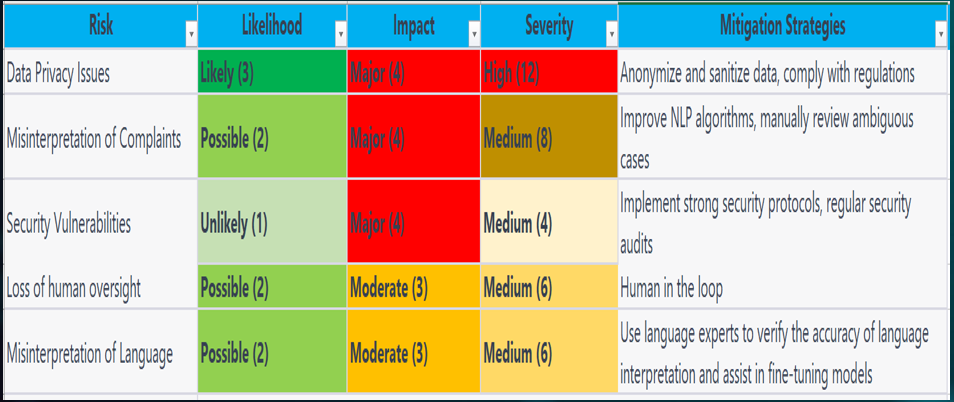 Risk Likelihood Impact Severity Mitigation Strategies
Data Privacy Issues Likely (3) Major (4) High (12) Anonymize and sanitize data, comply with regulations
Misinterpretation of Complaints Possible (2) Major (4) Medium (8) Improve NLP algorithms, manually review ambiguous
cases
Security Vulnerabilities Unlikely (1) Major (4) Medium (4) Implement strong security protocols, regular security
audits
Loss of human oversight Possible (2) Moderate (3) Medium (6) Human in the loop
Misinterpretation of Language Possible (2) Moderate (3) Medium (6) Use language experts to verify the accuracy of language
interpretation and assist in fine-tuning models